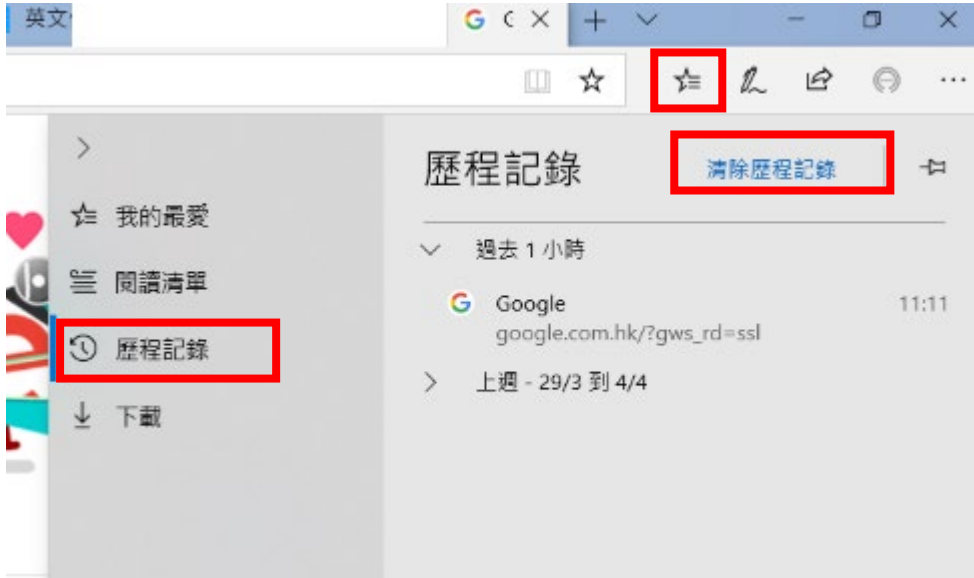 英文
歷程記錄
清除歷程記錄
我的最愛
閱讀清單
歷程記錄
下載
過去 1 小時
Google
11:11
google.com.hk/?gws_rd=ssl
上週 - 29/3 到 4/4